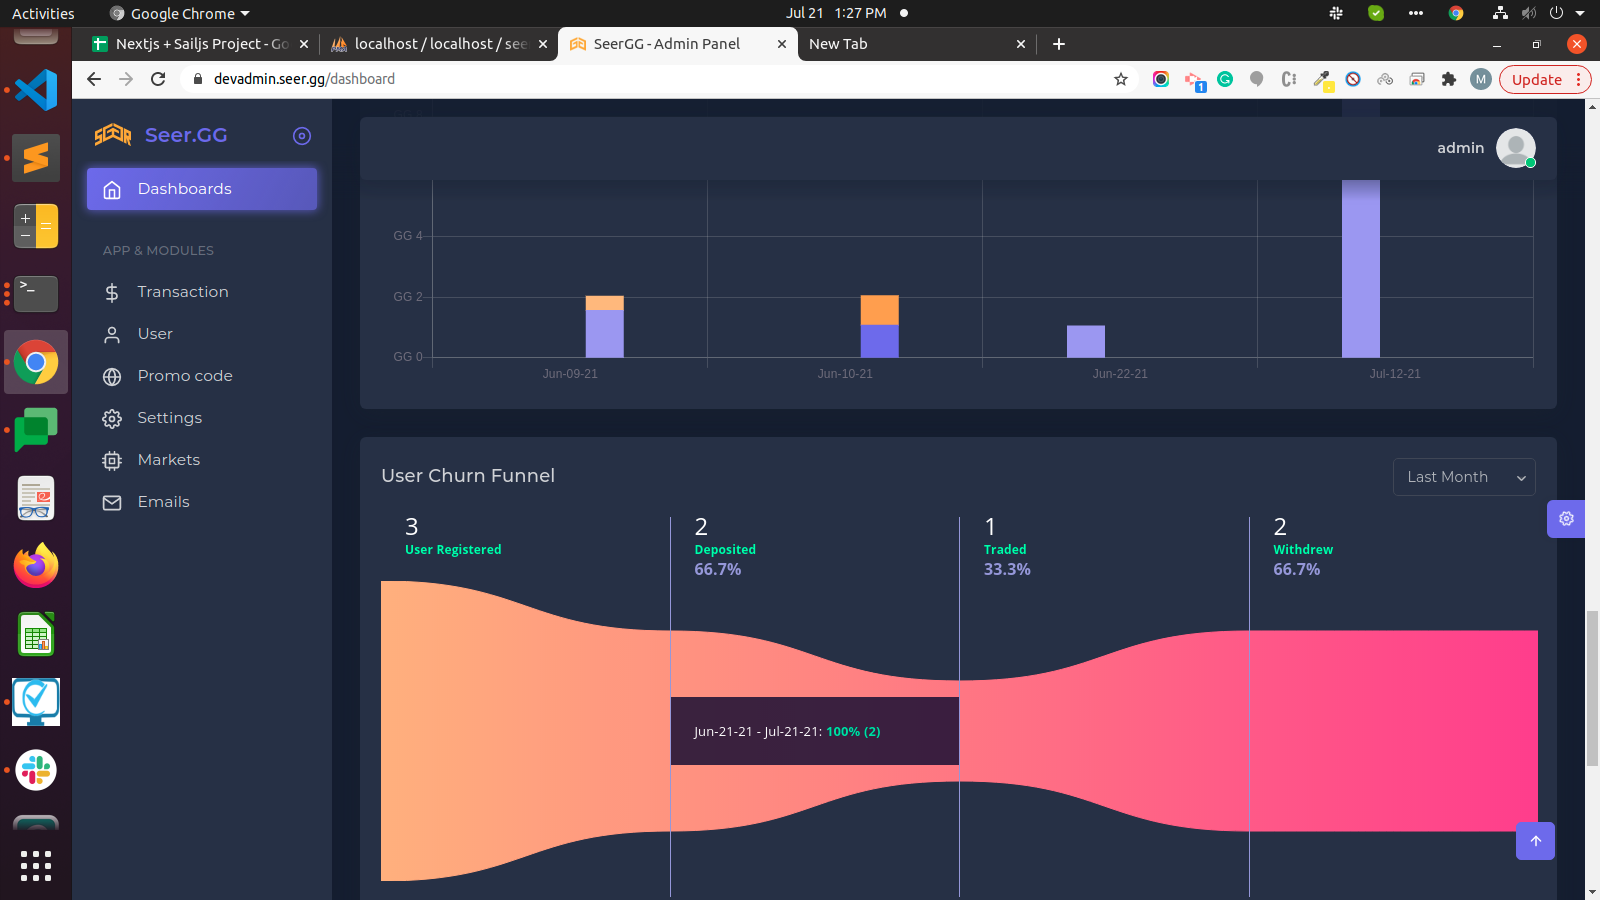 Activities
Google Chrome
Jul 21 1:27 PM
Nextjs + Sailjs Project - Go
localhost / localhost / see
SeerGG - Admin Panel
New Tab
devadmin.seer.gg/dashboard
1
M
Update
SEER
Seer.GG
admin
Dashboards
APP & MODULES
Transaction
User
Promo code
Settings
Markets
Emails
GG 4
GG 2
GG 0
Jun-09-21
Jun-10-21
Jun-22-21
Jul-12-21
User Churn Funnel
Last Month
3
User Registered
2
Deposited
66.7%
1
Traded
33.3%
2
Withdrew
66.7%
Jun-21-21 - Jul-21-21: 100% (2)